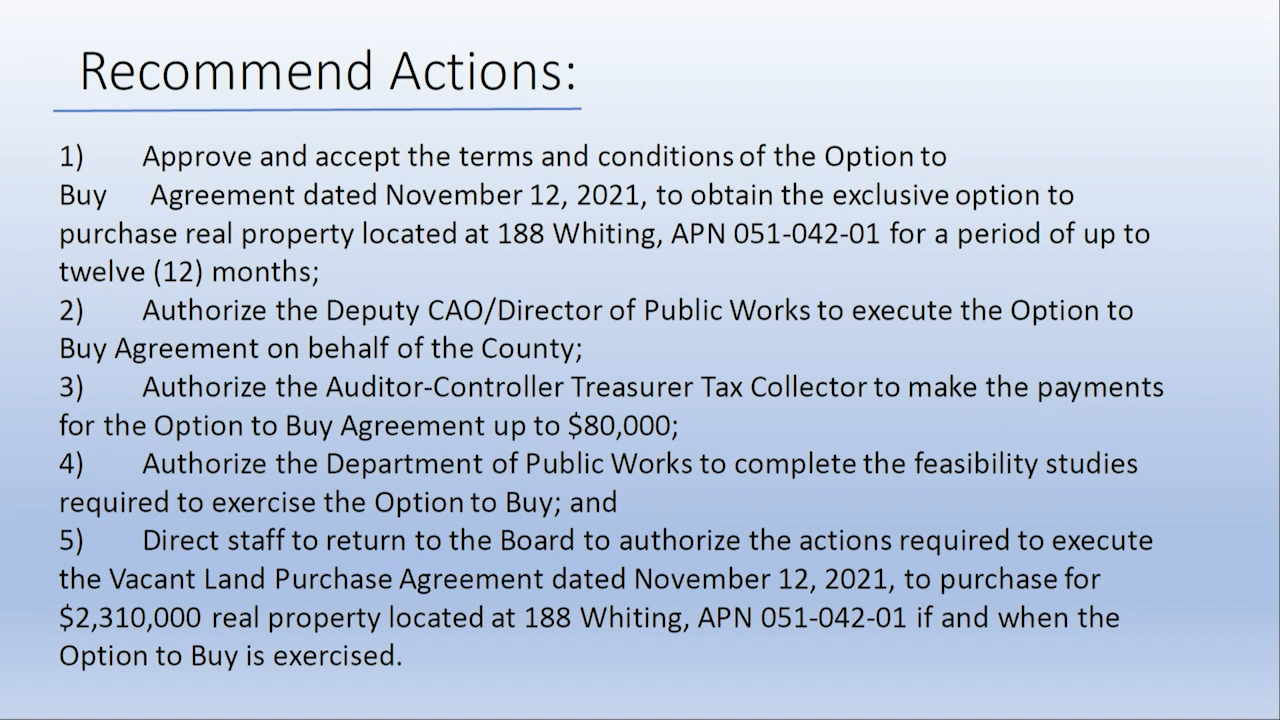 Recommend Actions:
1) Approve and accept the terms and conditions of the Option to
Buy Agreement dated November 12, 2021, to obtain the exclusive option to
purchase real property located at 188 Whiting, APN 051-042-01 for a period of up to
twelve (12) months;
2) Authorize the Deputy CAO/Director of Public Works to execute the Option to
Buy Agreement on behalf of the County;
3) Authorize the Auditor-Controller Treasurer Tax Collector to make the payments
for the Option to Buy Agreement up to $80,000;
4) Authorize the Department of Public Works to complete the feasibility studies
required to exercise the Option to Buy; and
5) Direct staff to return to the Board to authorize the actions required to execute
the Vacant Land Purchase Agreement dated November 12, 2021, to purchase for
$2,310,000 real property located at 188 Whiting, APN 051-042-01 if and when the
Option to Buy is exercised.